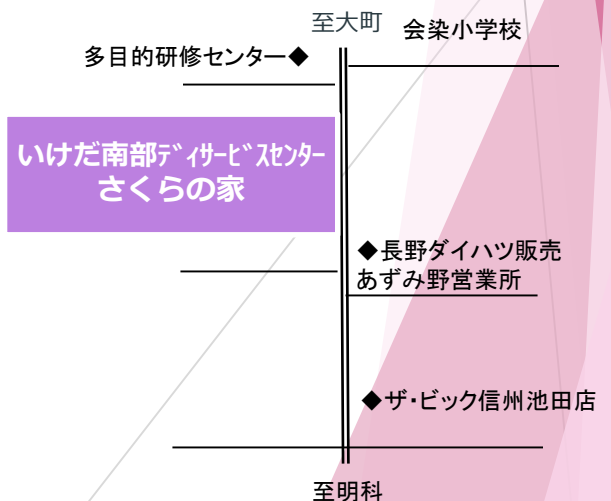 至大町
会染小学校
多目的研修センター◆
いけだ南部ディサービスセンター
さくらの家
◆長野ダイハツ販売
あずみ野営業所
◆ザ・ビック信州池田店
至明科